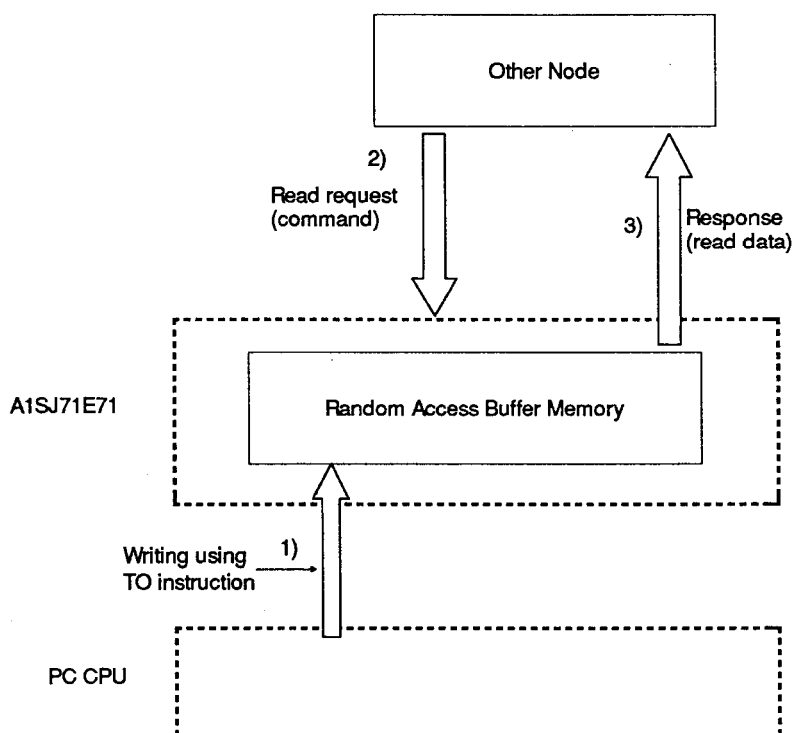 Other Node
2)
Read request
(command)
3)
Response
(read data)
A1SJ71E71
Random Access Buffer Memory
Writing using
TO instruction
1)
PC CPU